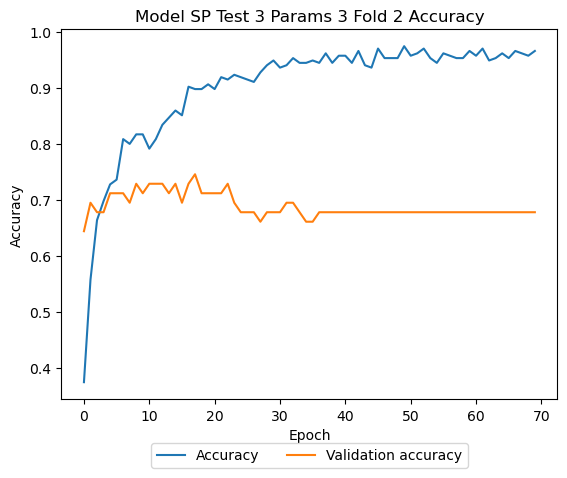 Model SP Test 3 Params 3 Fold 2 Accuracy
1.0
0.9
0.8
0.7
0.6
0.5
0.4
Accuracy
0 10 20 30 40 50 60 70
Epoch
Accuracy Validation accuracy